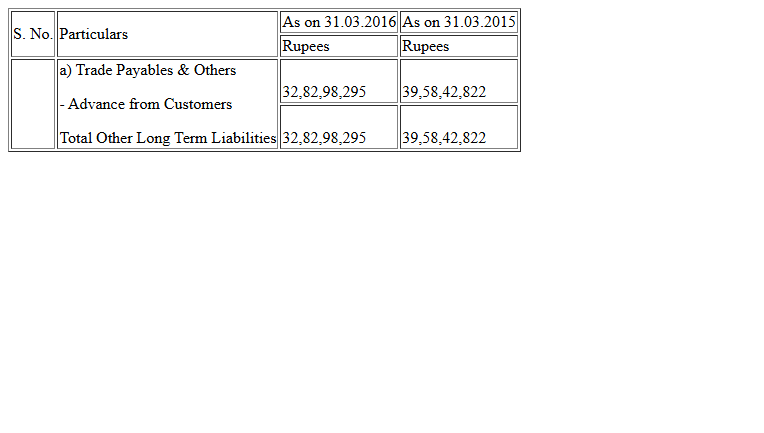 S. No. Particulars As on 31.03.2016 As on 31.03.2015
Rupees Rupees
a) Trade Payables & Others
32,82,98,295 39,58,42,822
- Advance from Customers
Total Other Long Term Liabilities 32,82,98,295 39,58,42,822